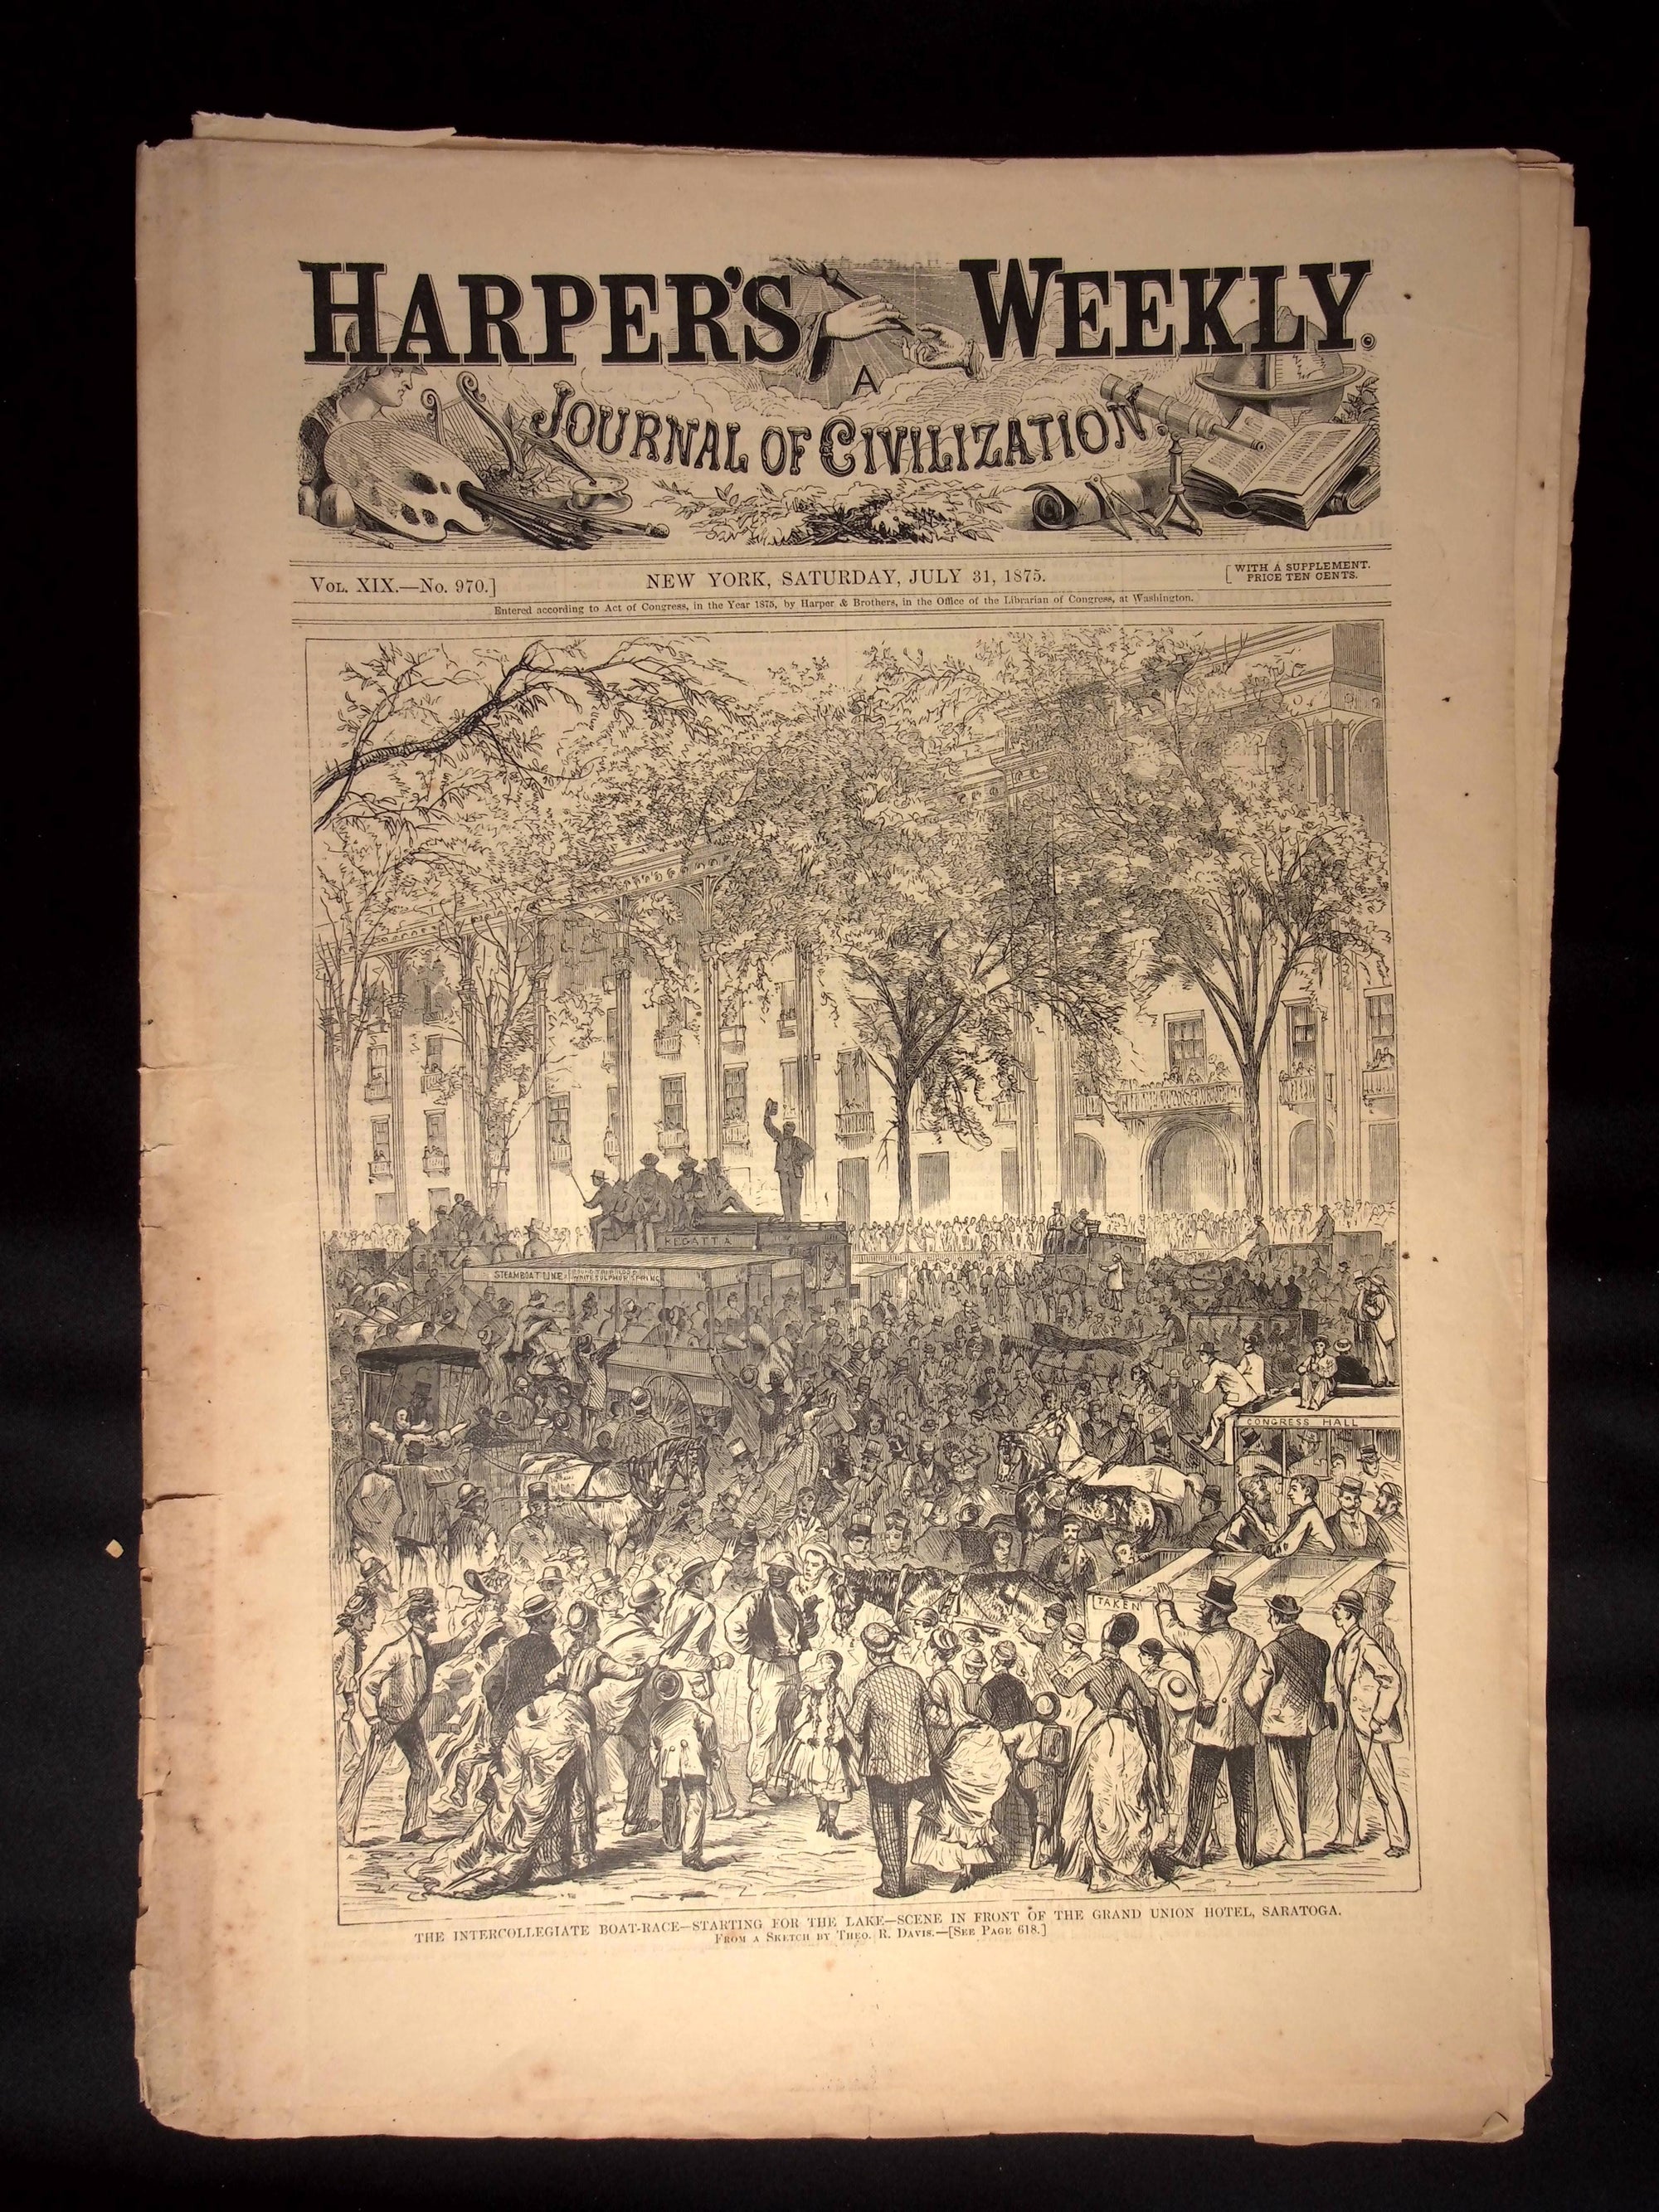 HARPER'S WEEKLY.
A
JOURNAL OF CIVILIZATION
VOL. XIX.—No. 970.]
NEW YORK, SATURDAY, JULY 31, 1875.
[WITH A SUPPLEMENT.
PRICE TEN CENTS.
Entered according to Act of Congress, in the Year 1875, by Harper & Brothers, in the Office of the Librarian of Congress, at Washington.
REGATTA
STEAMBOAT LINE
WHITE SULPHUR SPRING
CONGRESS HALL
TAKEN
THE INTERCOLLEGIATE BOAT-RACE—STARTING FOR THE LAKE—SCENE IN FRONT OF THE GRAND UNION HOTEL, SARATOGA.
FROM A SKETCH BY THEO. R. DAVIS.—[SEE PAGE 618.]